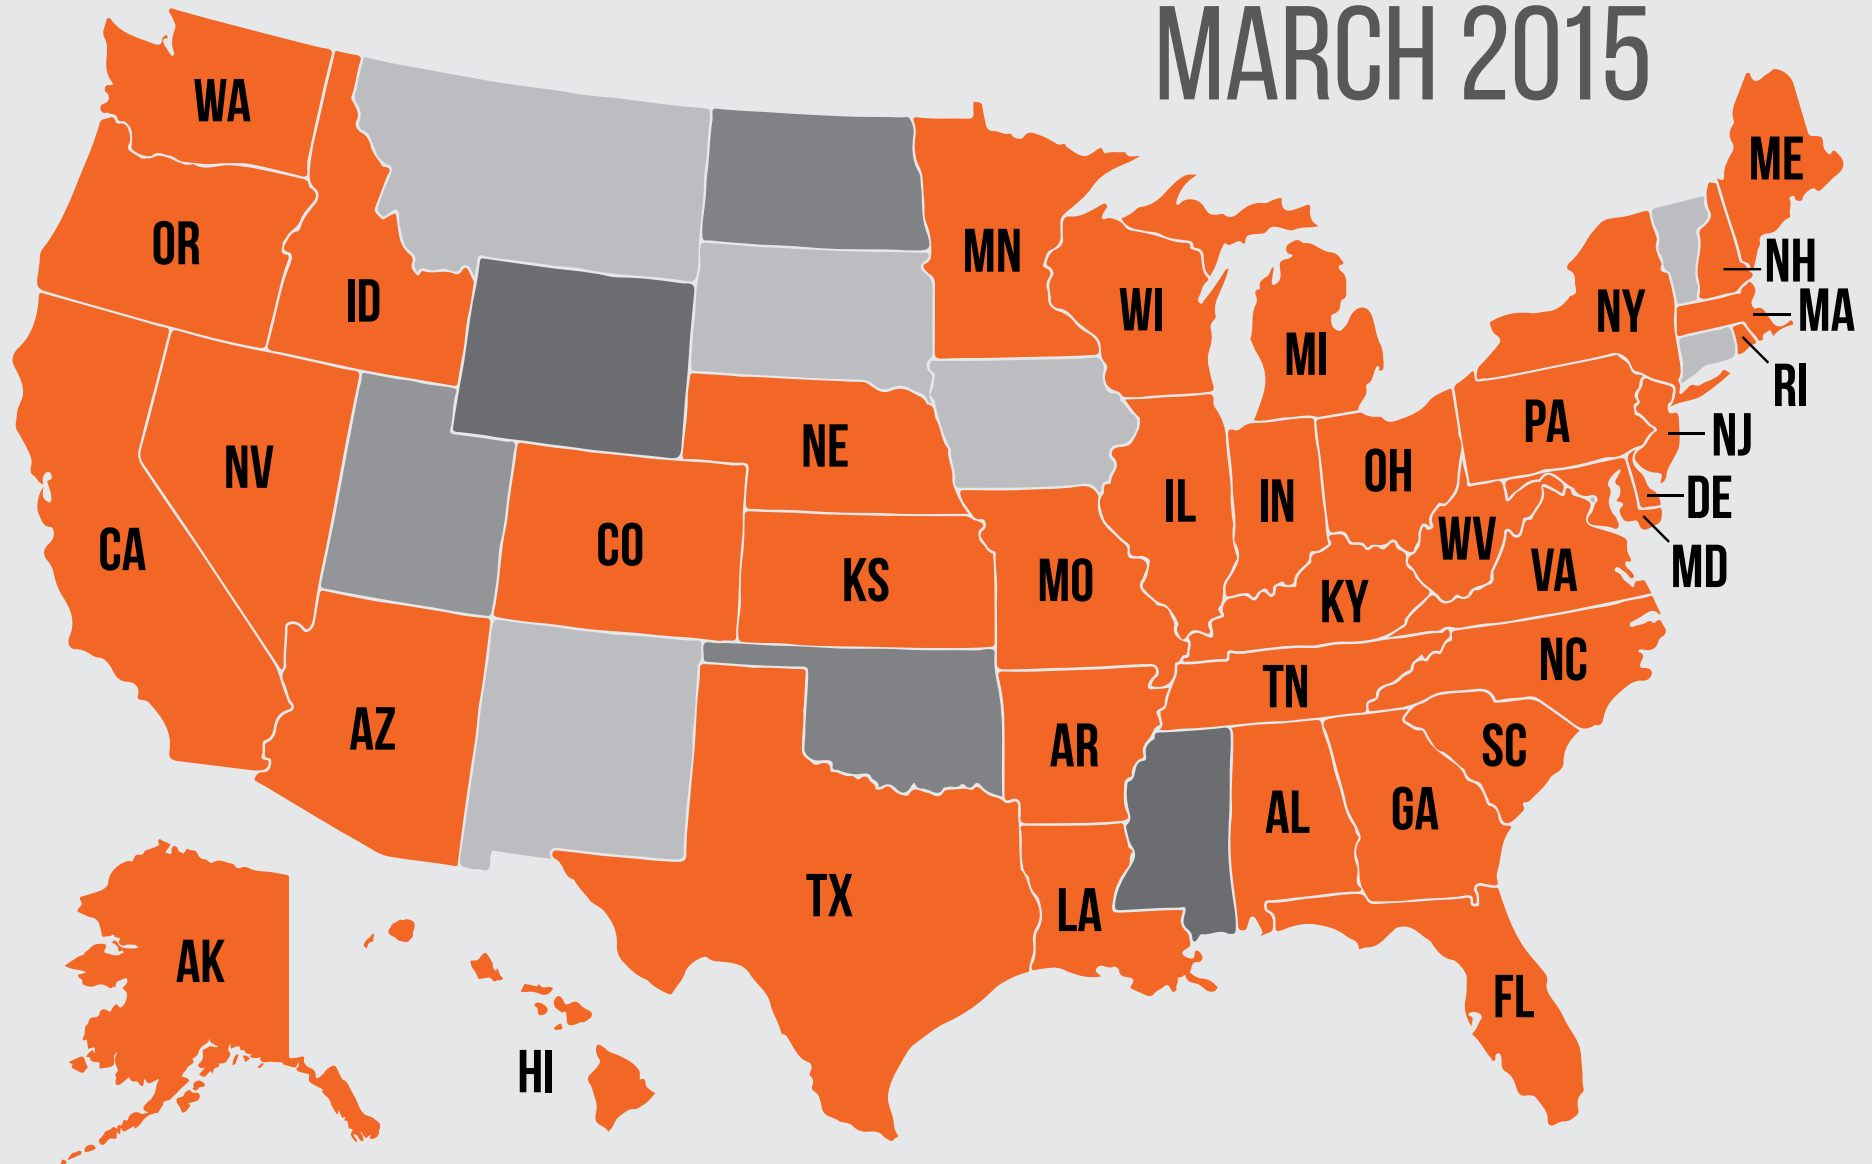 MARCH 2015
WA
ME
OR
MN
NH
ID
WI
NY
MA
MI
RI
NE
PA
NJ
NV
OH
IL
IN
DE
CA
CO
WV
KS
MO
VA
MD
KY
NC
TN
AZ
AR
SC
AL
GA
TX
LA
AK
FL
HI